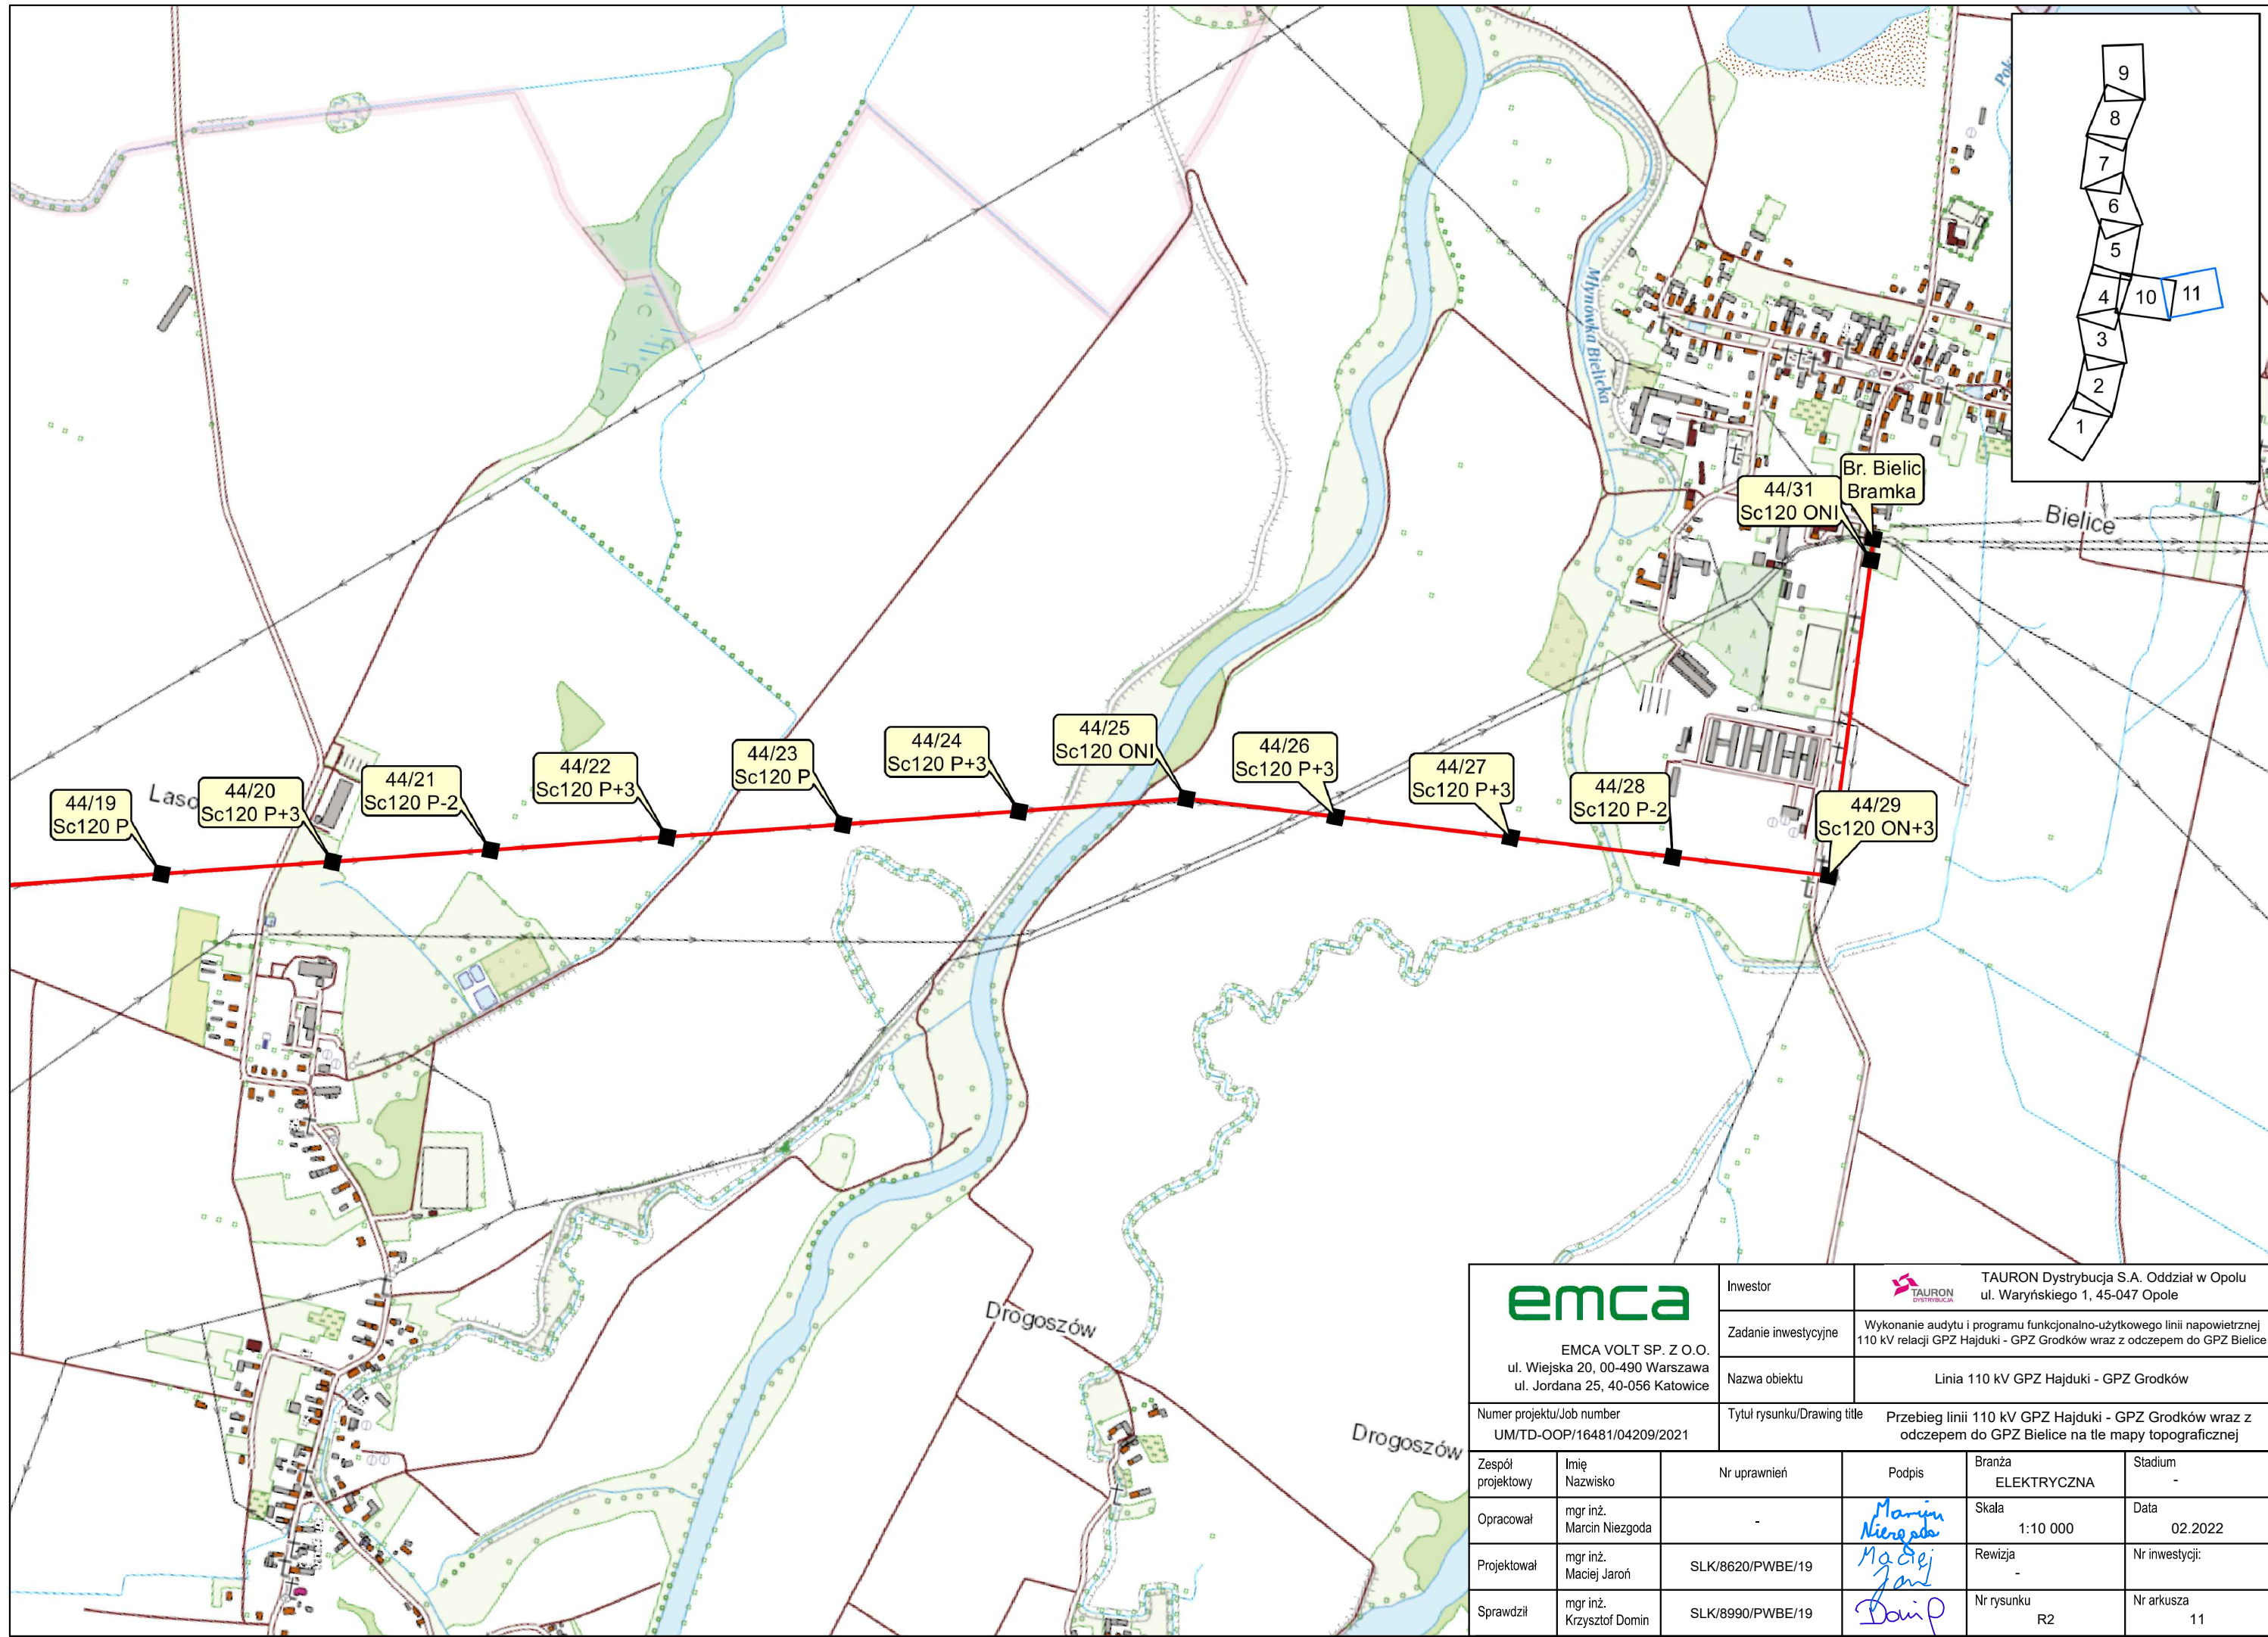 9
8
7
6
5
4
10
11
3
2
1
Młynówka Bielicka
Br. Bielic
Bramka
44/31
Sc120 ONI
Bielice
44/19
Sc120 P
44/20
Sc120 P+3
44/21
Sc120 P-2
44/22
Sc120 P+3
44/23
Sc120 P
44/24
Sc120 P+3
44/25
Sc120 ONI
44/26
Sc120 P+3
44/27
Sc120 P+3
44/28
Sc120 P-2
44/29
Sc120 ON+3
Drogoszów
Drogoszów
emca
EMCA VOLT SP. Z O.O.
ul. Wiejska 20, 00-490 Warszawa
ul. Jordana 25, 40-056 Katowice
Inwestor
TAURON
DYSTRYBUCJA
TAURON Dystrybucja S.A. Oddział w Opolu
ul. Waryńskiego 1, 45-047 Opole
Zadanie inwestycyjne
Wykonanie audytu i programu funkcjonalno-użytkowego linii napowietrznej
110 kV relacji GPZ Hajduki - GPZ Grodków wraz z odczepem do GPZ Bielice
Nazwa obiektu
Linia 110 kV GPZ Hajduki - GPZ Grodków
Numer projektu/Job number
UM/TD-OOP/16481/04209/2021
Tytuł rysunku/Drawing title
Przebieg linii 110 kV GPZ Hajduki - GPZ Grodków wraz z
odczepem do GPZ Bielice na tle mapy topograficznej
Zespół
projektowy
Imię
Nazwisko
Nr uprawnień
Podpis
Branża
ELEKTRYCZNA
Stadium
-
Opracował
mgr inż.
Marcin Niezgoda
-
Marcin
Niezgoda
Skala
1:10 000
Data
02.2022
Projektował
mgr inż.
Maciej Jaroń
SLK/8620/PWBE/19
Maciej
Rewizja
-
Nr inwestycji:
Sprawdził
mgr inż.
Krzysztof Domin
SLK/8990/PWBE/19
Nr rysunku
R2
Nr arkusza
11